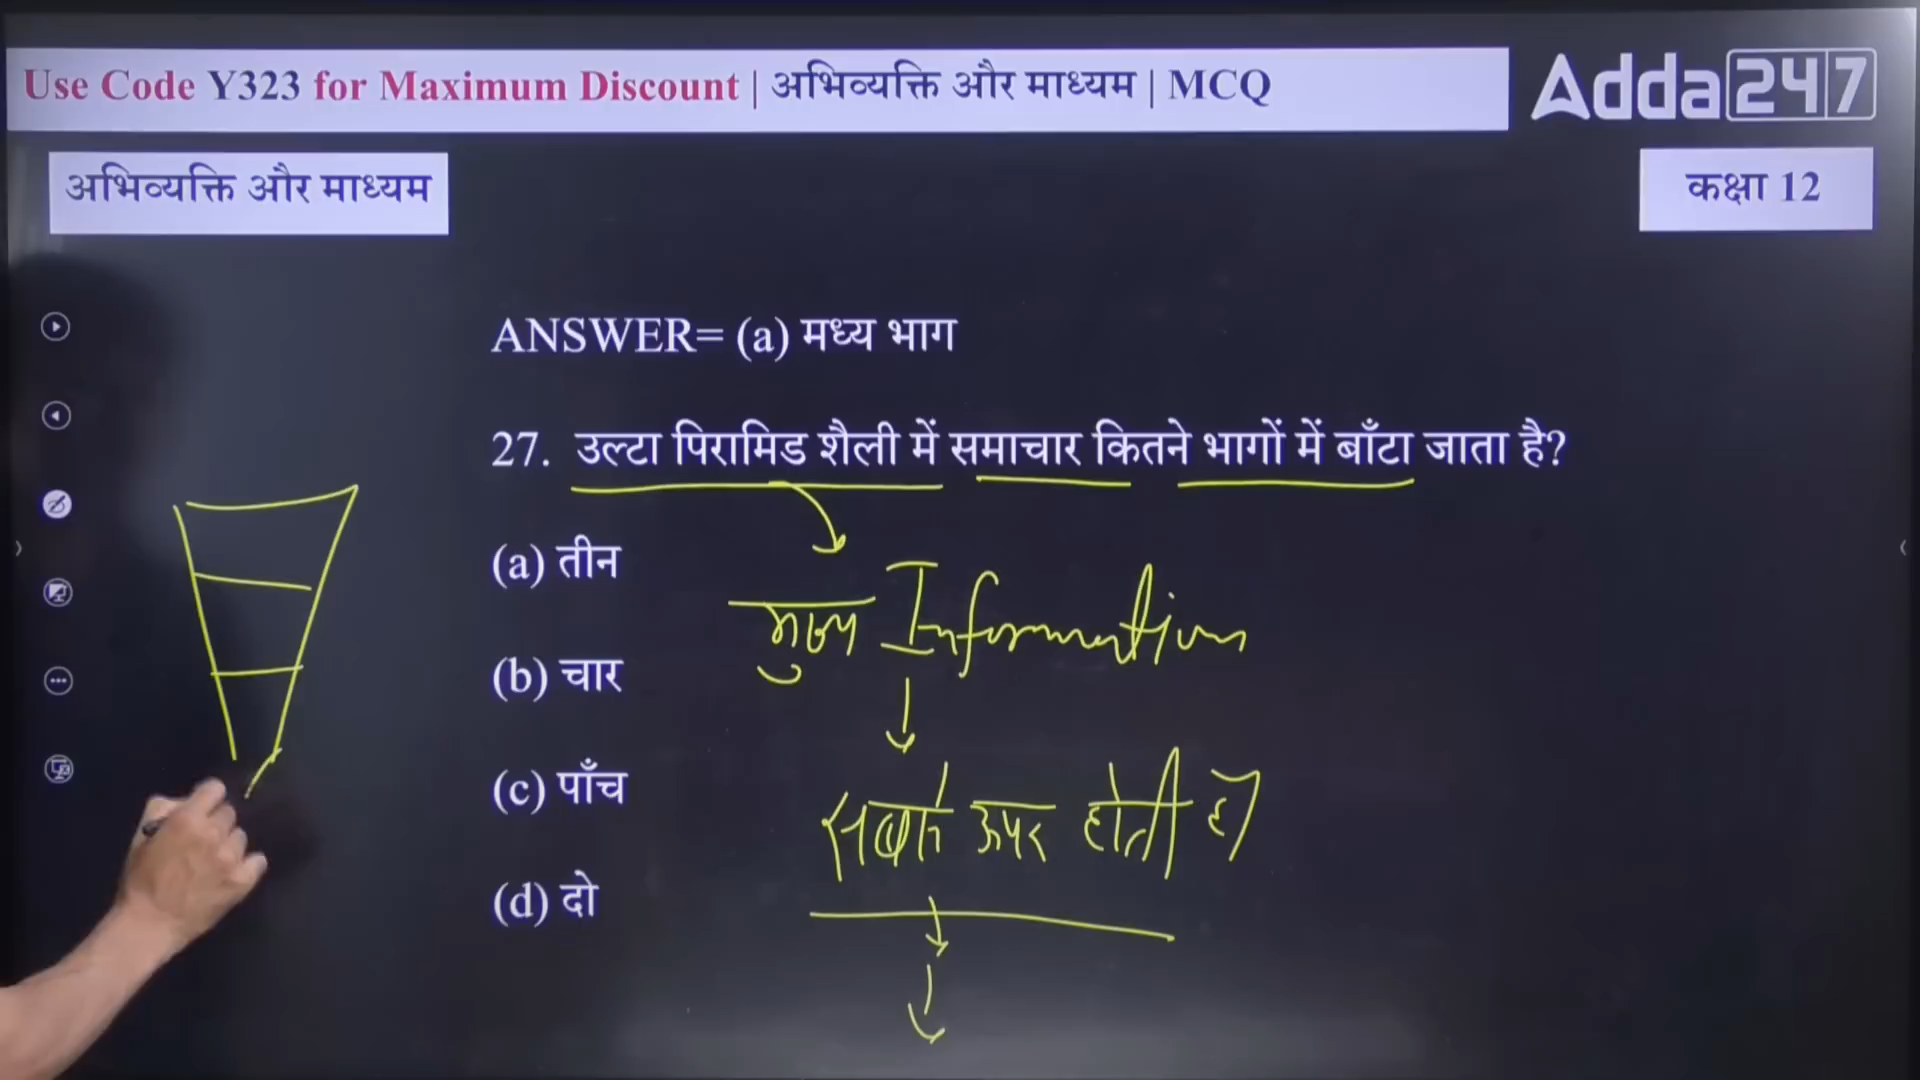 Use Code Y323 for Maximum Discount | अभिव्यक्ति और माध्यम | MCQ
Adda247
अभिव्यक्ति और माध्यम
कक्षा 12
ANSWER= (a) मध्य भाग
27. उल्टा पिरामिड शैली में समाचार कितने भागों में बाँटा जाता है?
(a) तीन
मुख्य Information
(b) चार
(c) पाँच
सबसे ऊपर होती है
(d) दो